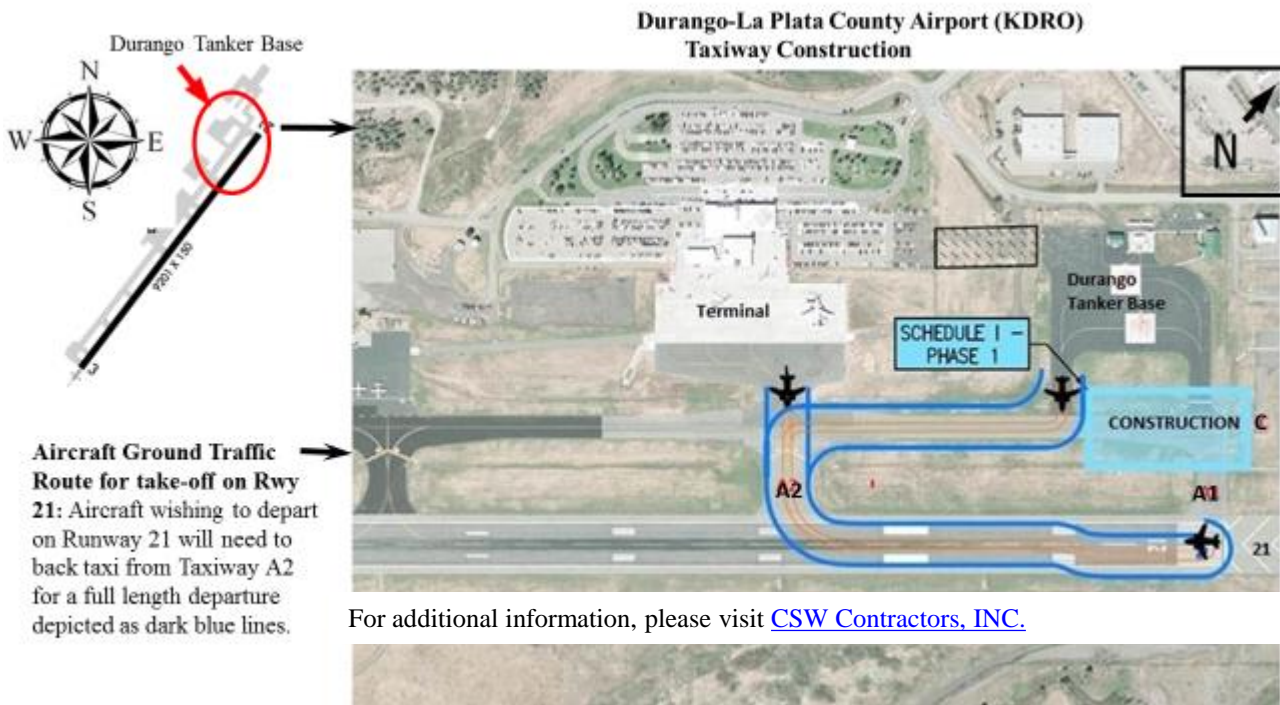 Durango-La Plata County Airport (KDRO)
Taxiway Construction
Durango Tanker Base
N
W
E
S
21
9201 X 150
3
N
Terminal
Durango
Tanker Base
SCHEDULE I –
PHASE 1
CONSTRUCTION
C
A2
A1
21
Aircraft Ground Traffic
Route for take-off on Rwy
21: Aircraft wishing to depart
on Runway 21 will need to
back taxi from Taxiway A2
for a full length departure
depicted as dark blue lines.
For additional information, please visit CSW Contractors, INC.